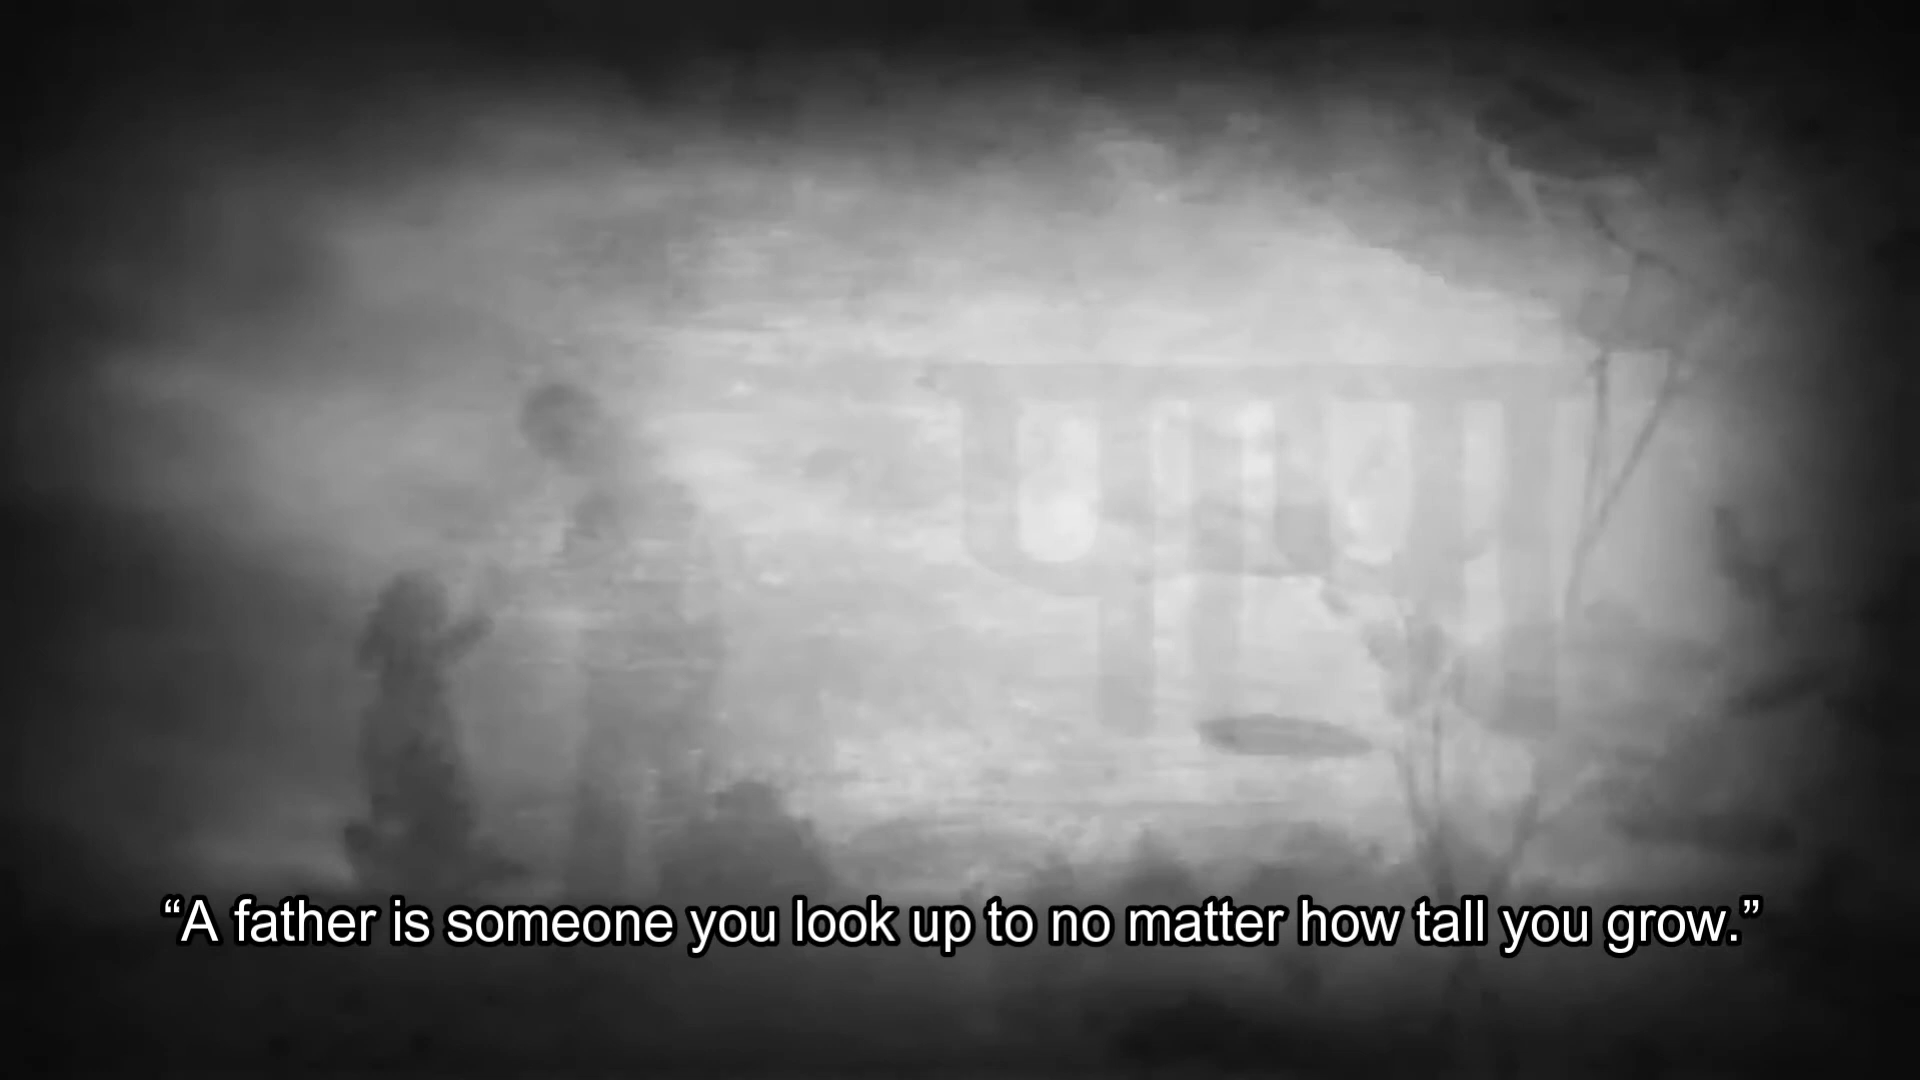 पापा
“A father is someone you look up to no matter how tall you grow.”